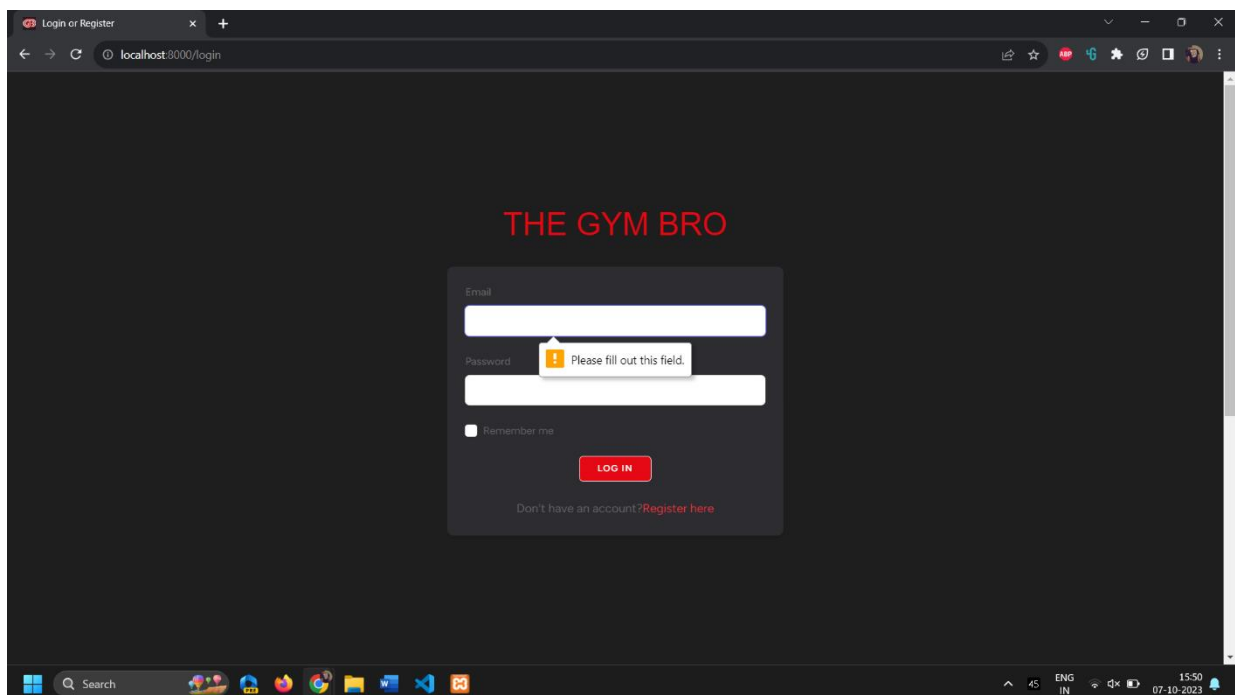 Login or Register
localhost:8000/login
ABP
THE GYM BRO
Email
Please fill out this field.
Password
Remember me
LOG IN
Don't have an account?Register here
Search
45
ENG
IN
15:50
07-10-2023